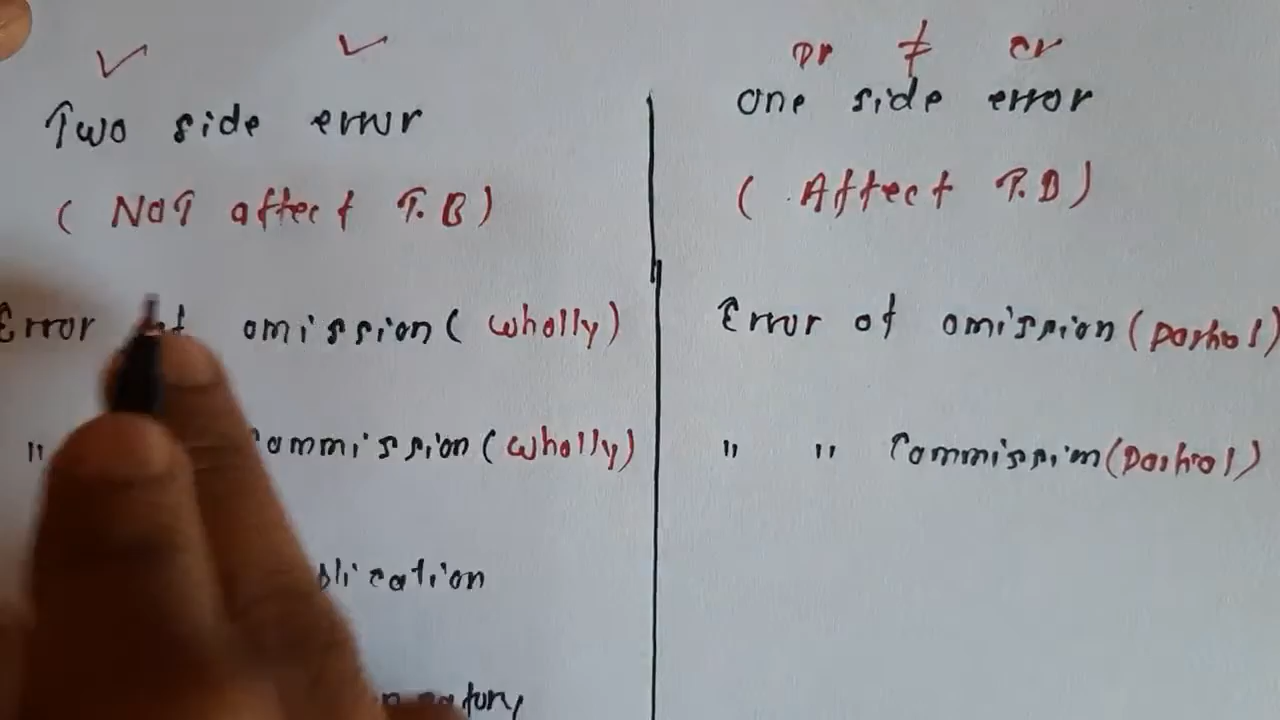 Two side error
( NOT affect T.B)
Error of omission( wholly)
" Commission( wholly)
Dr ≠ Cr
One side error
( Affect T.B)
Error of omission( partial)
" " Commission( partial)